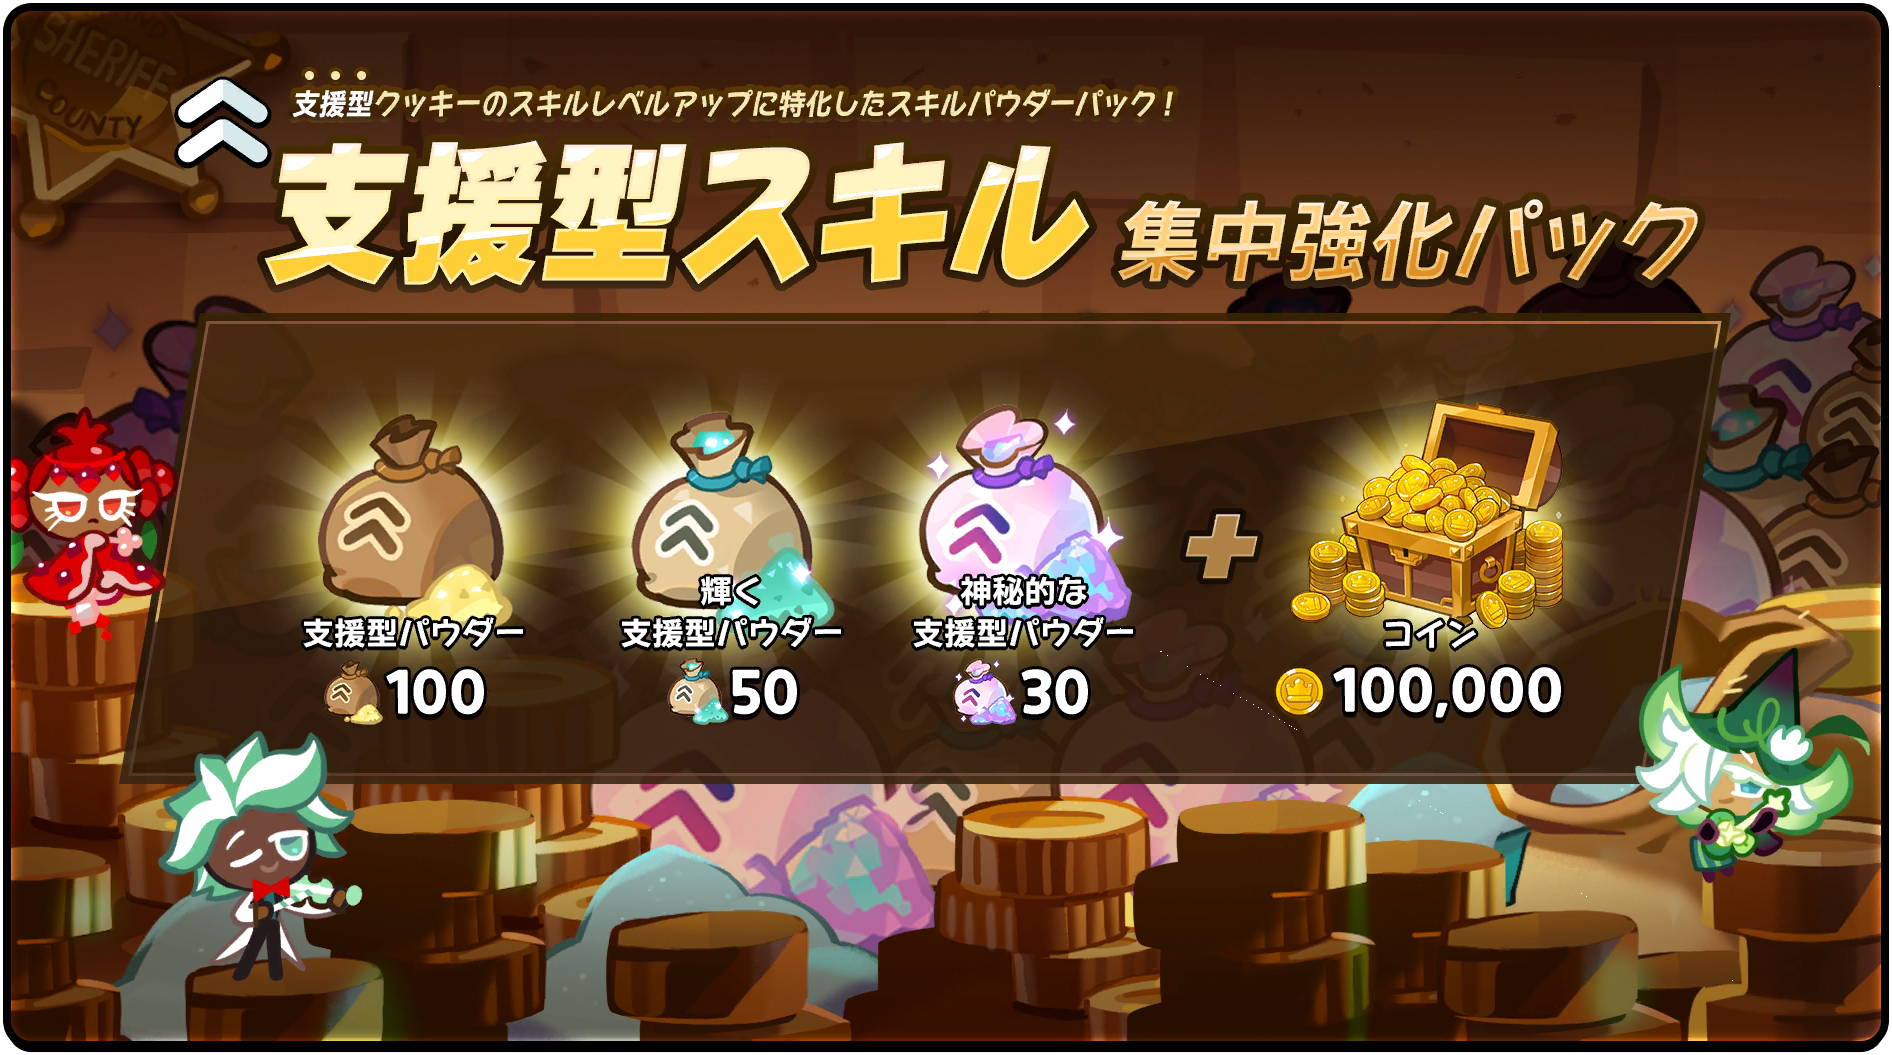 SHERIFF
COUNTY
支援型クッキーのスキルレベルアップに特化したスキルパウダーパック！
支援型スキル 集中強化パック
支援型パウダー
100
輝く
支援型パウダー
50
神秘的な
支援型パウダー
30
コイン
100,000